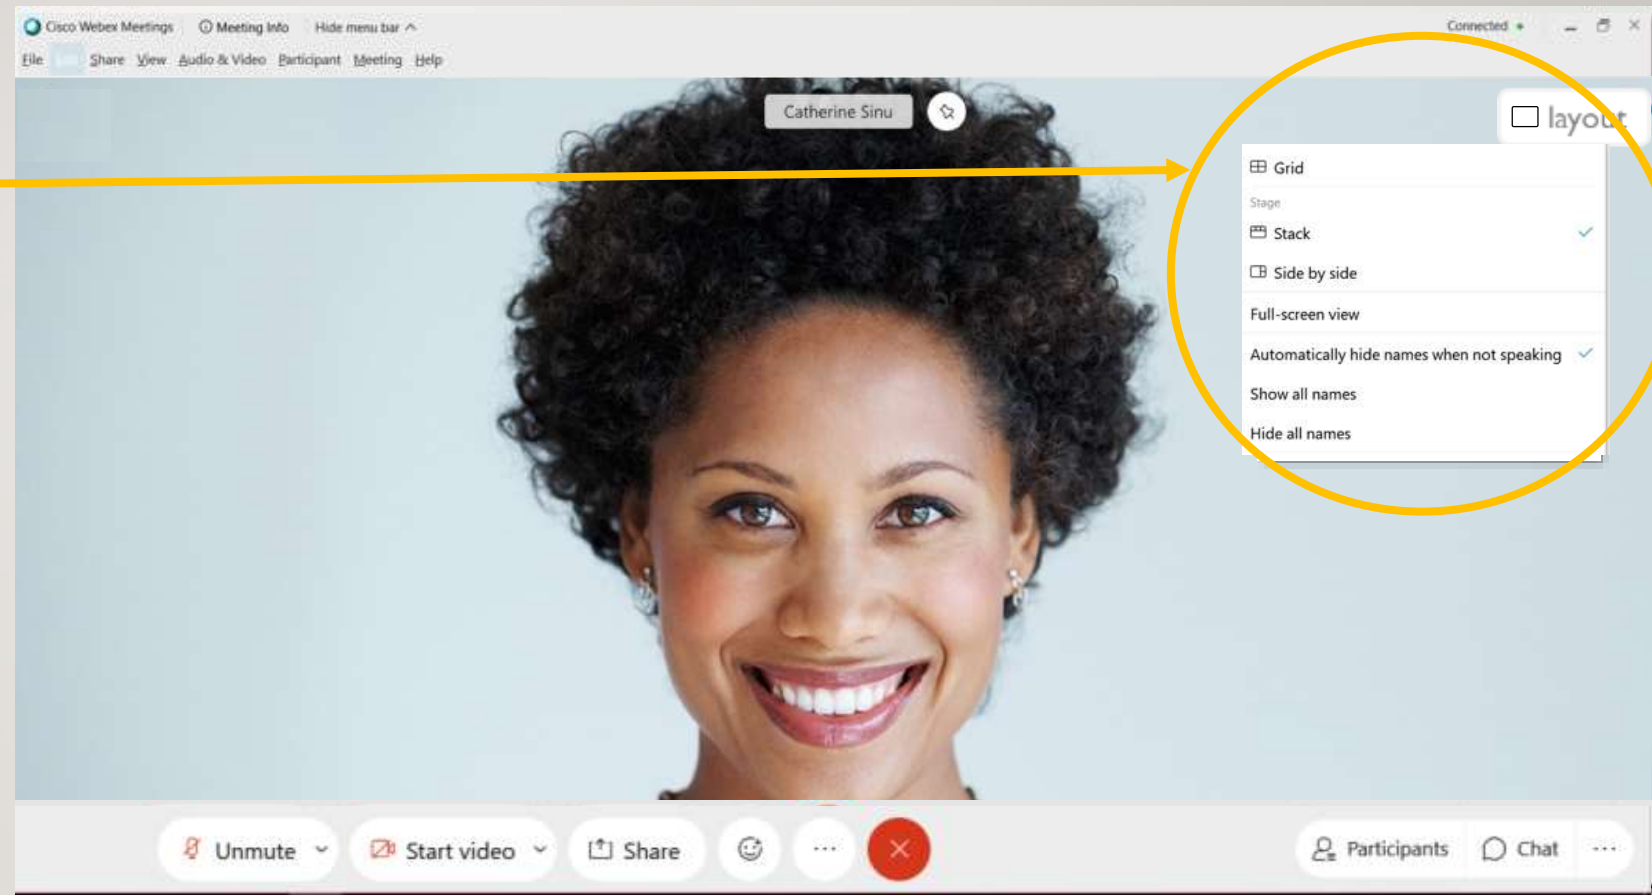 Cisco Webex Meetings Meeting Info Hide menu bar Connected
File Share View Audio & Video Participant Meeting Help
Catherine Sinu
layout
Grid
Stage
Stack
Side by side
Full-screen view
Automatically hide names when not speaking
Show all names
Hide all names
Unmute Start video Share Participants Chat